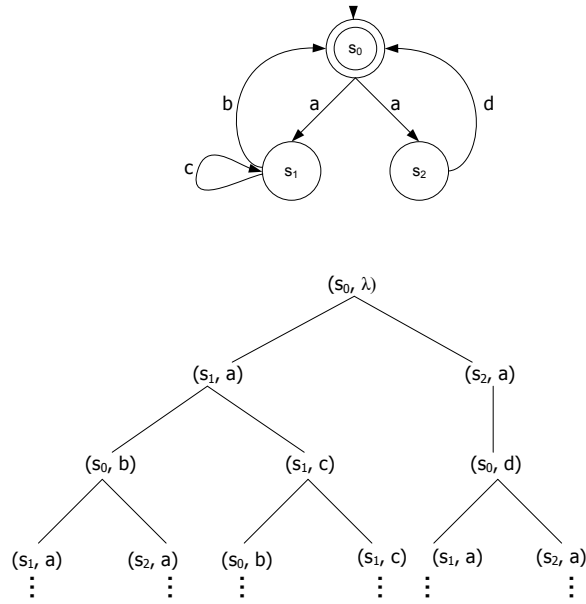 s₀
b a a d
c s₁ s₂
(s₀, λ)
(s₁, a) (s₂, a)
(s₀, b) (s₁, c) (s₀, d)
(s₁, a) (s₂, a) (s₀, b) (s₁, c) (s₁, a) (s₂, a)